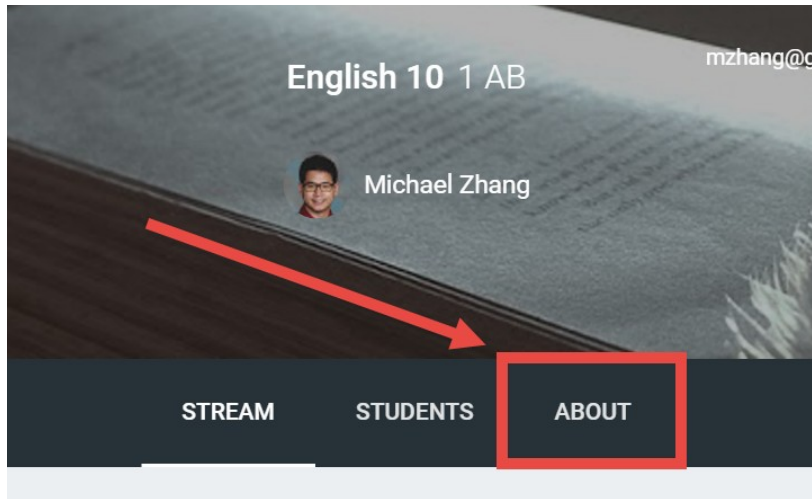 English 10 1 AB
mzhang@g
Michael Zhang
STREAM
STUDENTS
ABOUT